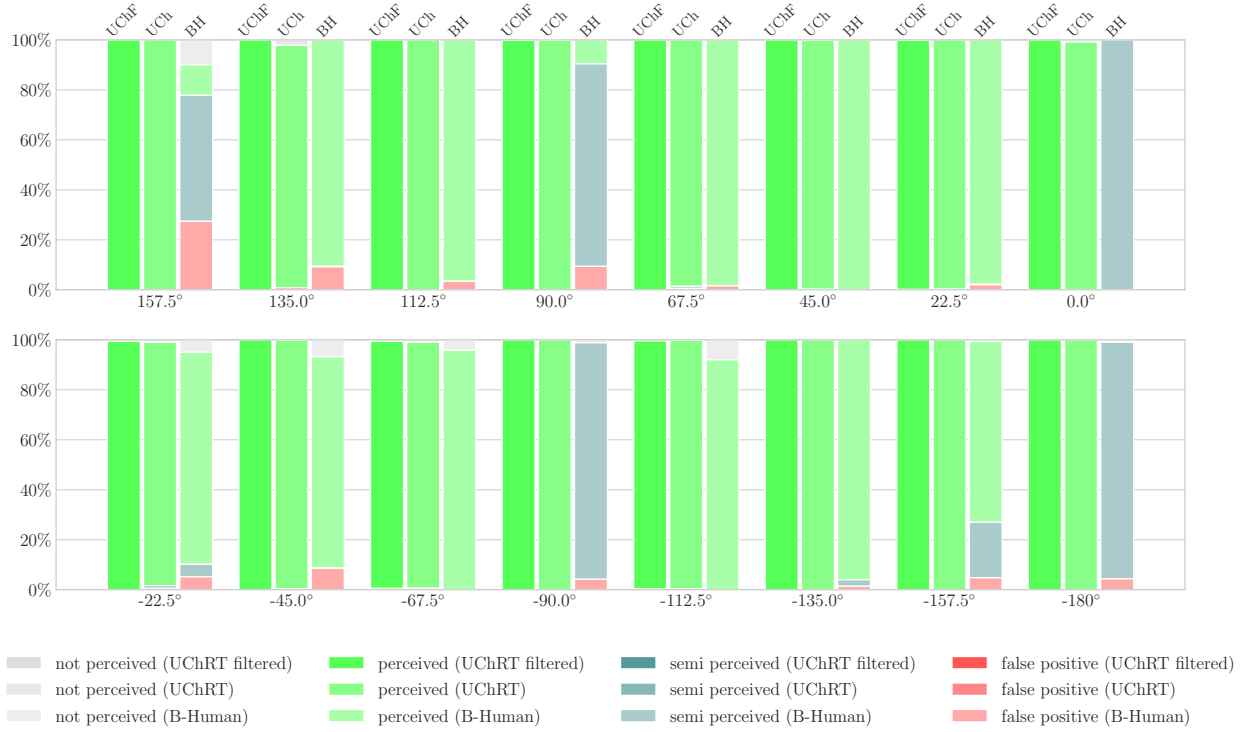 UChF UCh BH UChF UCh BH UChF UCh BH UChF UCh BH UChF UCh BH UChF UCh BH UChF UCh BH UChF UCh BH
100%
80%
60%
40%
20%
0%
157.5° 135.0° 112.5° 90.0° 67.5° 45.0° 22.5° 0.0°
100%
80%
60%
40%
20%
0%
-22.5° -45.0° -67.5° -90.0° -112.5° -135.0° -157.5° -180°
not perceived (UChRT filtered) perceived (UChRT filtered) semi perceived (UChRT filtered) false positive (UChRT filtered)
not perceived (UChRT) perceived (UChRT) semi perceived (UChRT) false positive (UChRT)
not perceived (B-Human) perceived (B-Human) semi perceived (B-Human) false positive (B-Human)